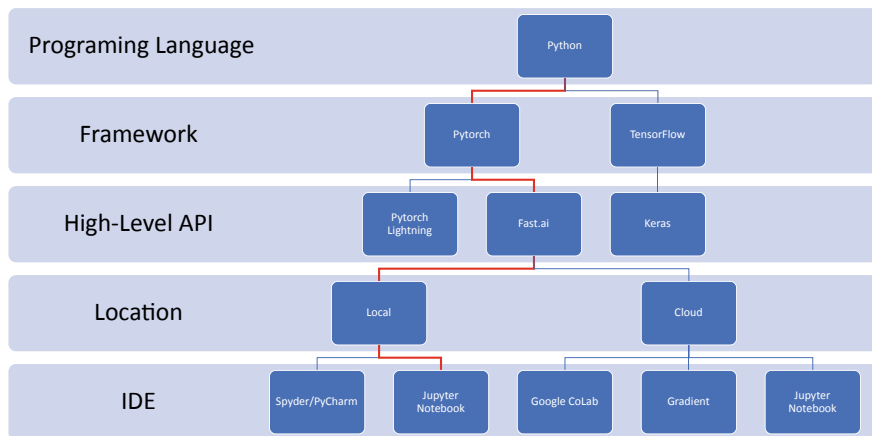 Programing Language
Python
Framework
Pytorch
TensorFlow
High-Level API
Pytorch
Lightning
Fast.ai
Keras
Location
Local
Cloud
IDE
Spyder/PyCharm
Jupyter
Notebook
Google CoLab
Gradient
Jupyter
Notebook